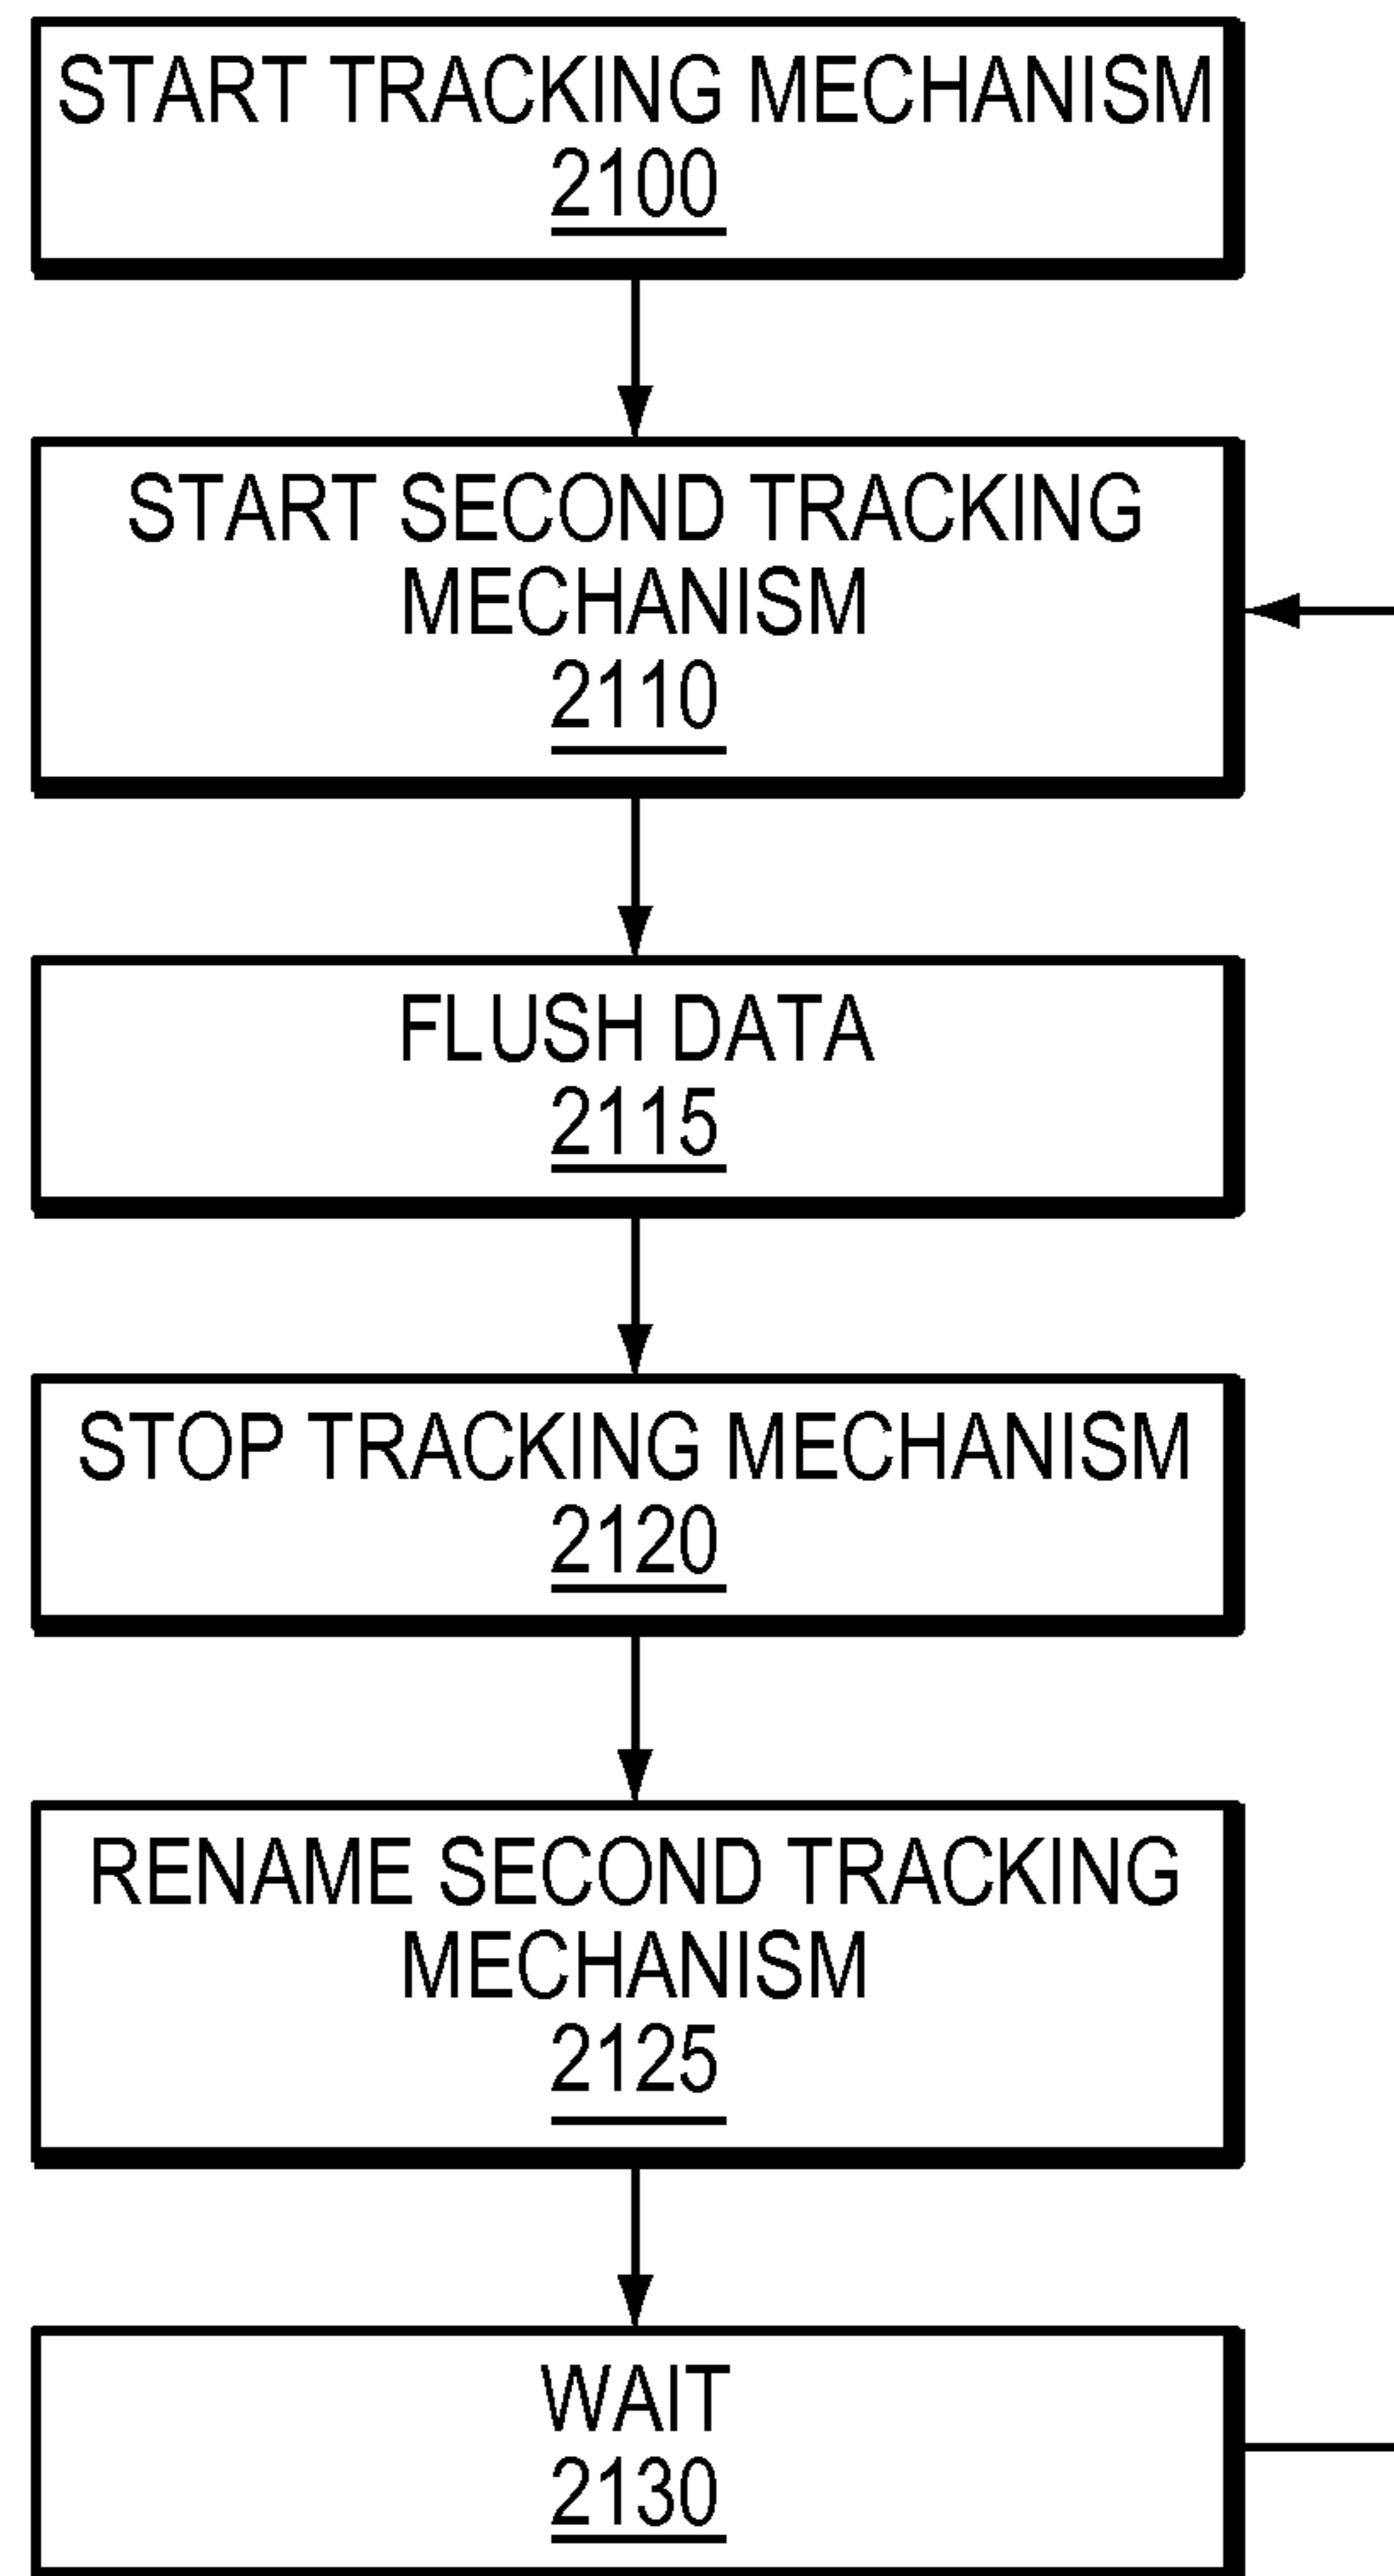 START TRACKING MECHANISM
2100
START SECOND TRACKING
MECHANISM
2110
FLUSH DATA
2115
STOP TRACKING MECHANISM
2120
RENAME SECOND TRACKING
MECHANISM
2125
WAIT
2130